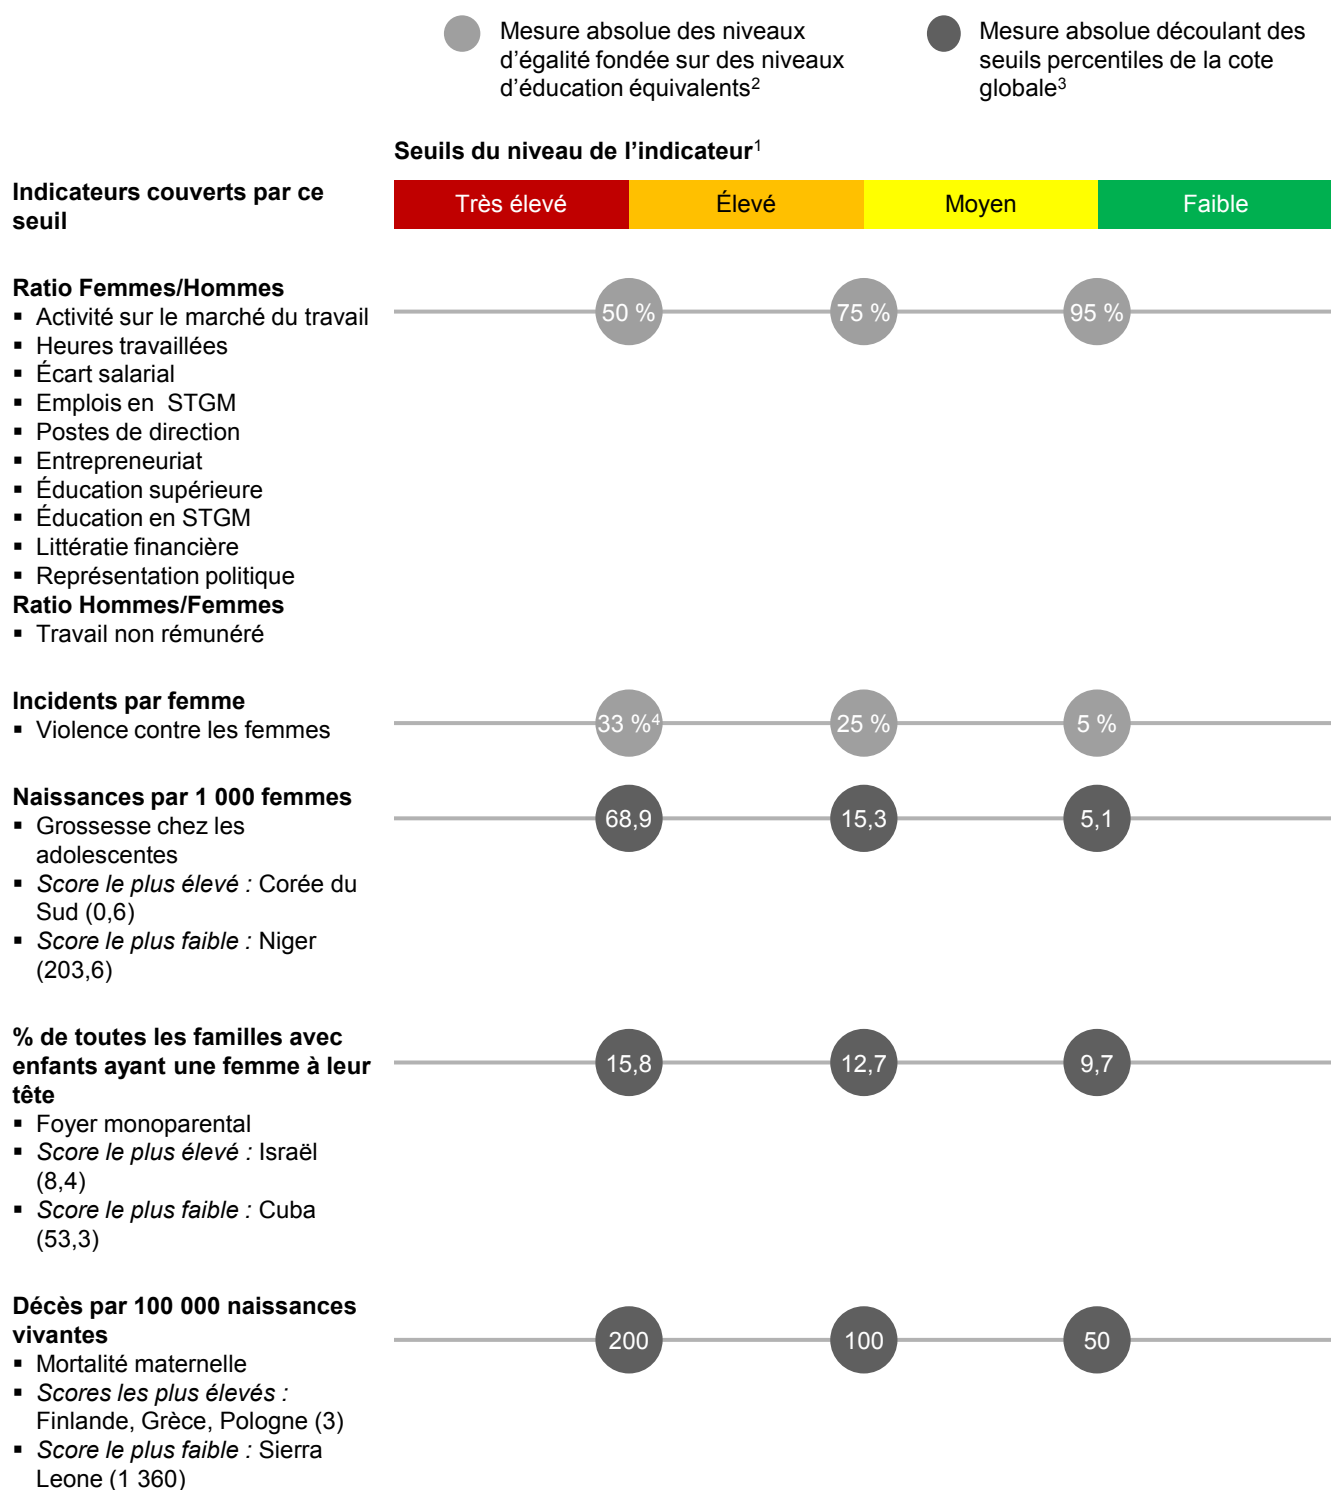 Mesure absolue des niveaux
d'égalité fondée sur des niveaux
d'éducation équivalents²
Mesure absolue découlant des
seuils percentiles de la cote
globale³
Seuils du niveau de l'indicateur¹
Indicateurs couverts par ce
seuil
Très élevé
Élevé
Moyen
Faible
Ratio Femmes/Hommes
▪ Activité sur le marché du travail
▪ Heures travaillées
▪ Écart salarial
▪ Emplois en STGM
▪ Postes de direction
▪ Entrepreneuriat
▪ Éducation supérieure
▪ Éducation en STGM
▪ Littératie financière
▪ Représentation politique
Ratio Hommes/Femmes
▪ Travail non rémunéré
50 %
75 %
95 %
Incidents par femme
▪ Violence contre les femmes
33 %⁴
25 %
5 %
Naissances par 1 000 femmes
▪ Grossesse chez les
adolescentes
▪ Score le plus élevé : Corée du
Sud (0,6)
▪ Score le plus faible : Niger
(203,6)
68,9
15,3
5,1
% de toutes les familles avec
enfants ayant une femme à leur
tête
▪ Foyer monoparental
▪ Score le plus élevé : Israël
(8,4)
▪ Score le plus faible : Cuba
(53,3)
15,8
12,7
9,7
Décès par 100 000 naissances
vivantes
▪ Mortalité maternelle
▪ Scores les plus élevés :
Finlande, Grèce, Pologne (3)
▪ Score le plus faible : Sierra
Leone (1 360)
200
100
50